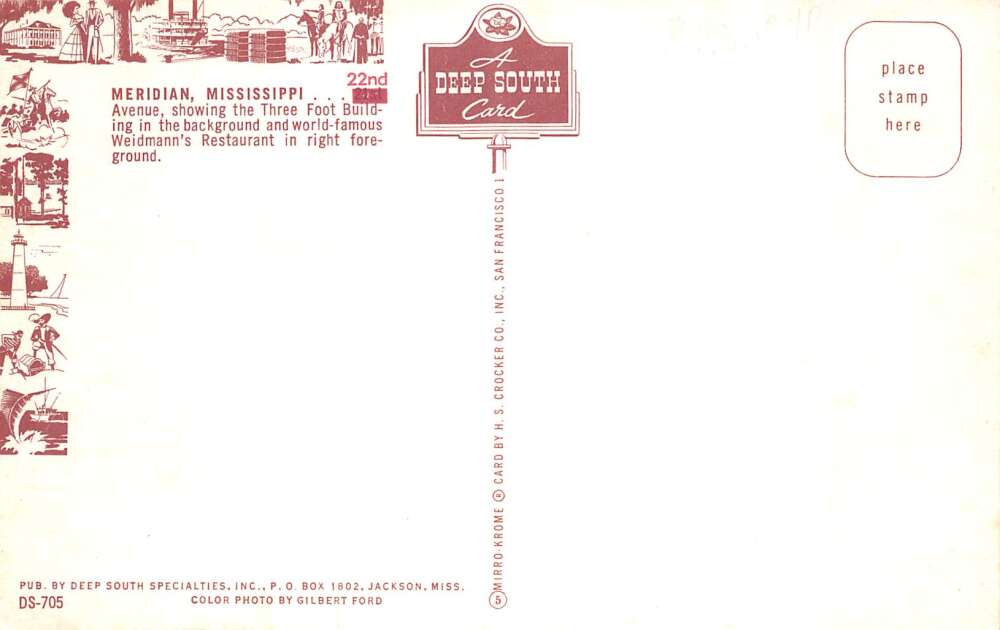 22nd
MERIDIAN, MISSISSIPPI . . . 21st
Avenue, showing the Three Foot Build-
ing in the background and world-famous
Weidmann's Restaurant in right fore-
ground.
A
DEEP SOUTH
Card
place
stamp
here
MIRRO-KROME ® CARD BY H. S. CROCKER CO., INC., SAN FRANCISCO 1
5
PUB. BY DEEP SOUTH SPECIALTIES, INC., P. O. BOX 1802, JACKSON, MISS.
DS-705
COLOR PHOTO BY GILBERT FORD